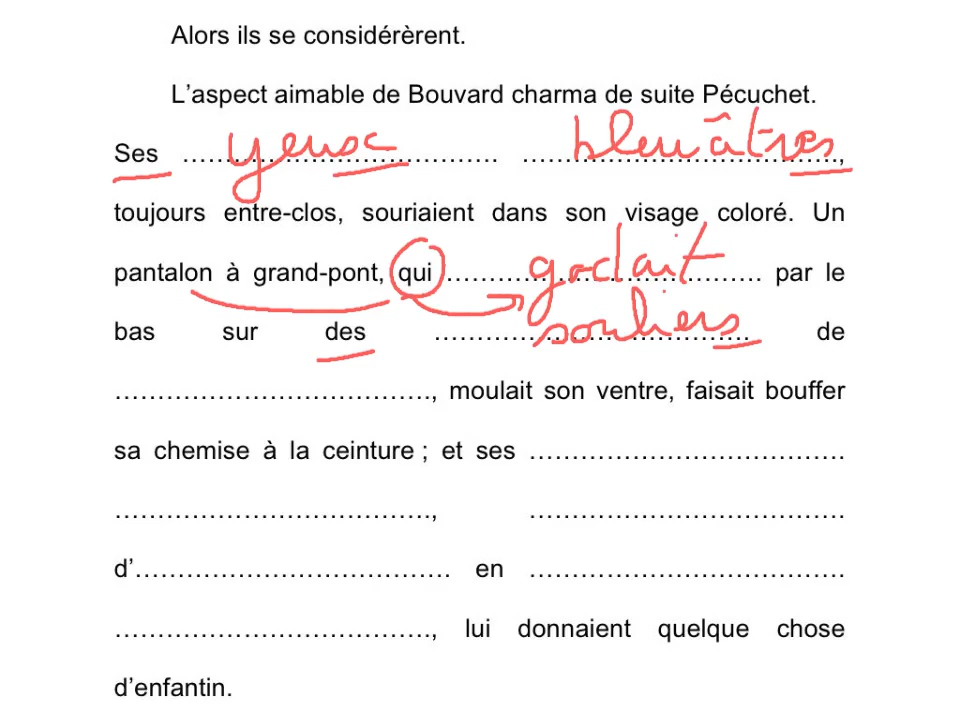 Alors ils se considérèrent.
L’aspect aimable de Bouvard charma de suite Pécuchet.
Ses yeux bleuâtres,
toujours entre-clos, souriaient dans son visage coloré. Un
pantalon à grand-pont, qui godait par le
bas sur des souliers de
……………………………….., moulait son ventre, faisait bouffer
sa chemise à la ceinture ; et ses ……………………………….
………………………………., ……………………………….
d’………………………………. en ……………………………….
………………………………., lui donnaient quelque chose
d’enfantin.